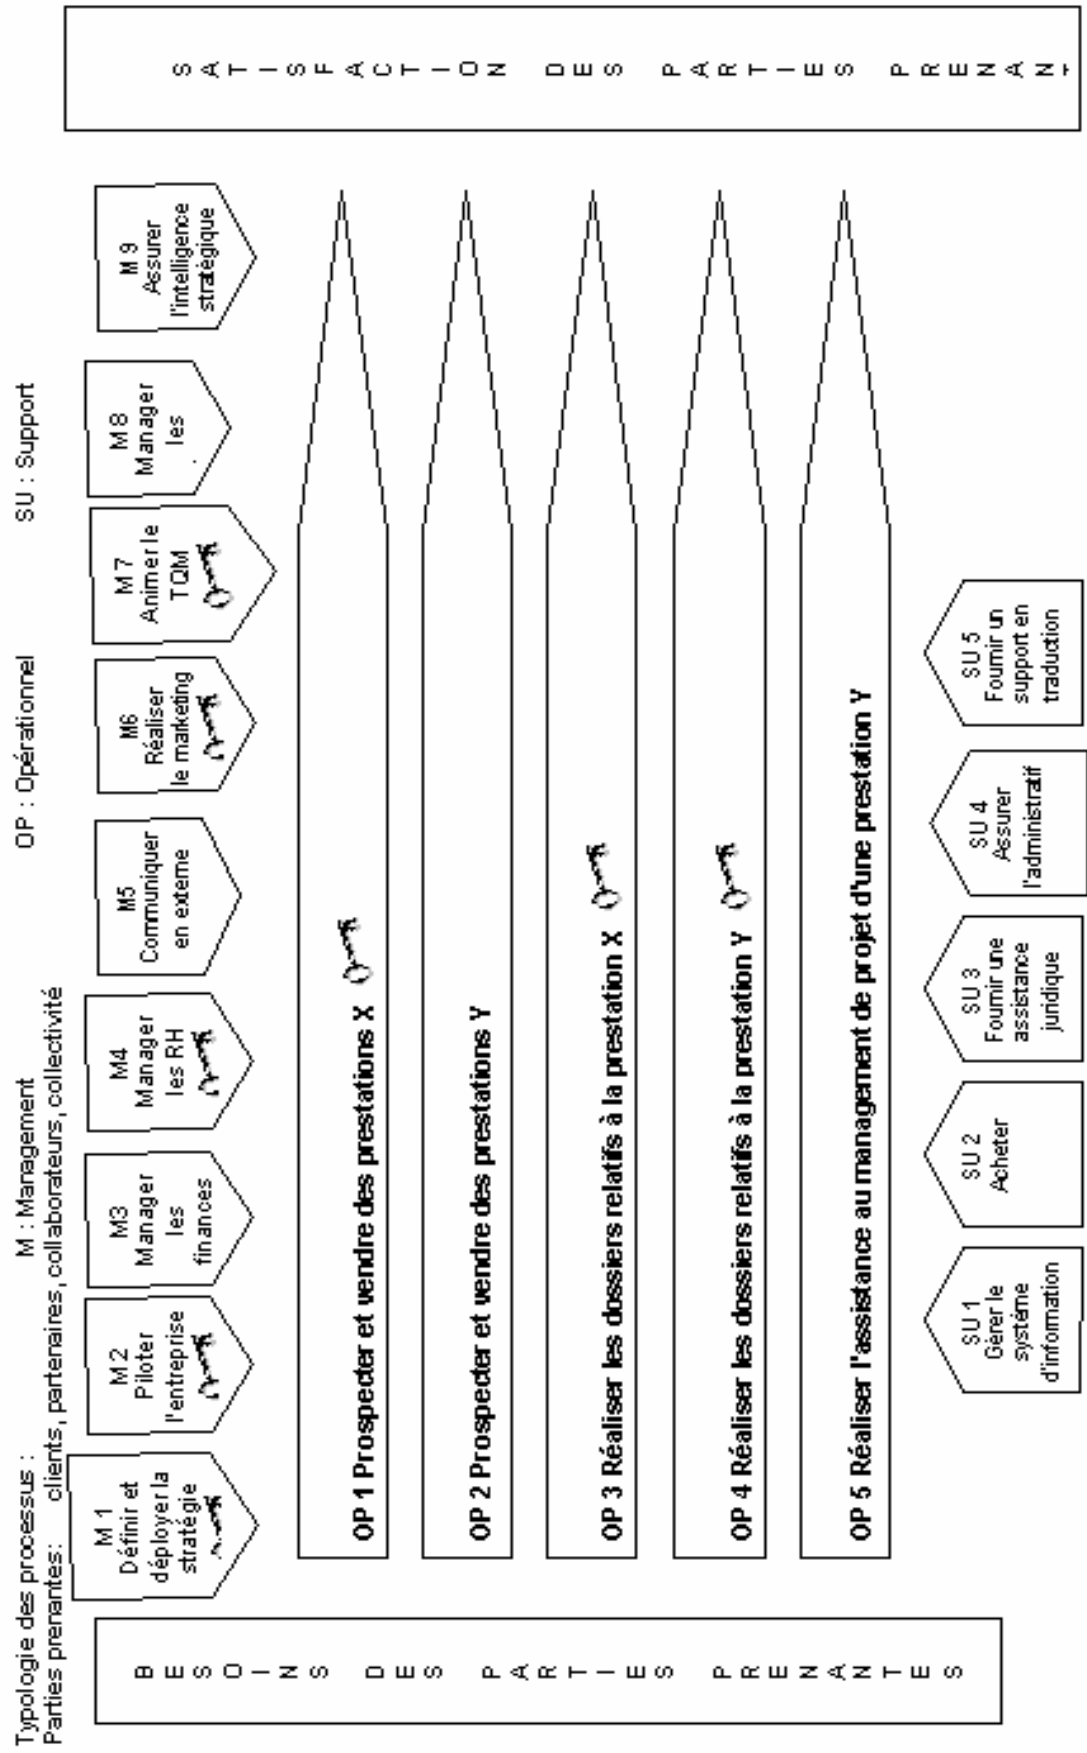 Typologie des processus : M : Management OP : Opérationnel SU : Support
Parties prenantes: clients, partenaires, collaborateurs, collectivité
BESOINS DES PARTIES PRENANTES
M 1
Définir et
déployer la
stratégie
M 2
Piloter
l'entreprise
M3
Manager
les
finances
M4
Manager
les RH
M5
Communiquer
en externe
M6
Réaliser
le marketing
M 7
Animer le
TQM
M 8
Manager
les
M 9
Assurer
l'intelligence
stratégique
OP 1 Prospecter et vendre des prestations X
OP 2 Prospecter et vendre des prestations Y
OP 3 Réaliser les dossiers relatifs à la prestation X
OP 4 Réaliser les dossiers relatifs à la prestation Y
OP 5 Réaliser l'assistance au management de projet d'une prestation Y
SU 1
Gérer le
système
d'information
SU 2
Acheter
SU 3
Fournir une
assistance
juridique
SU 4
Assurer
l'administratif
SU 5
Fournir un
support en
traduction
SATISFACTION DES PARTIES PRENANT